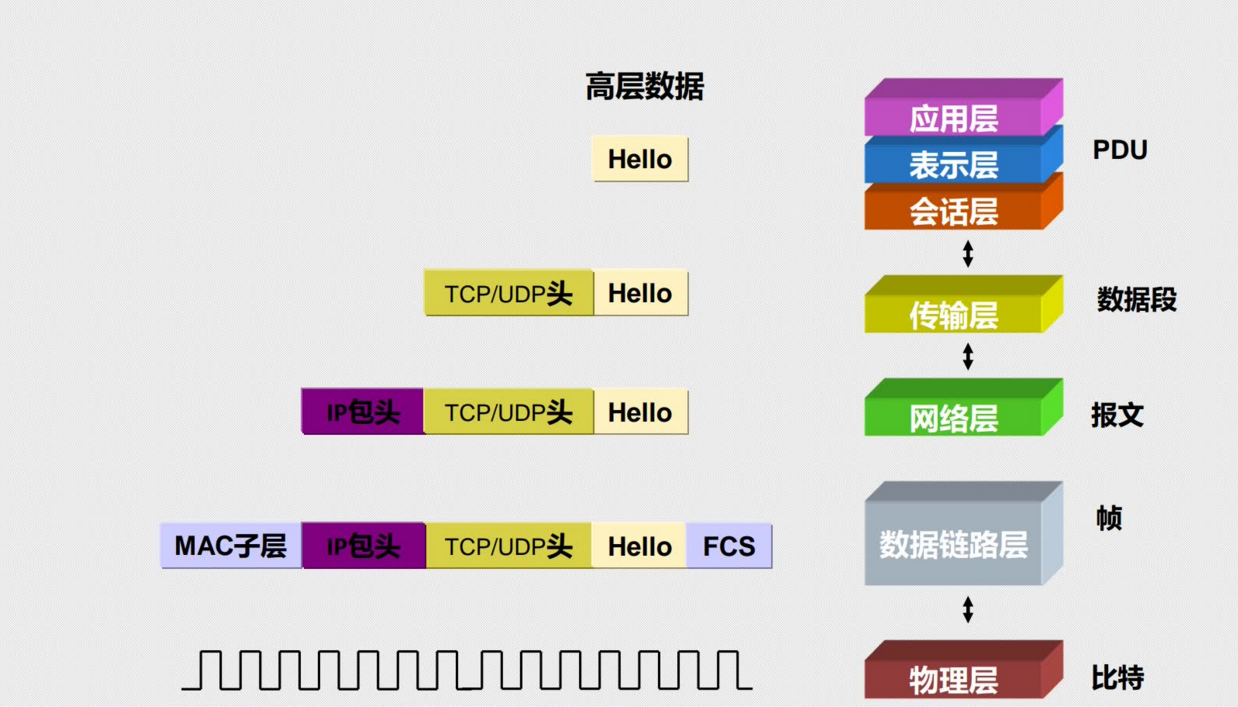 高层数据
应用层
Hello
表示层
PDU
会话层
TCP/UDP头 Hello
传输层
数据段
IP包头 TCP/UDP头 Hello
网络层
报文
MAC子层 IP包头 TCP/UDP头 Hello FCS
数据链路层
帧
物理层
比特